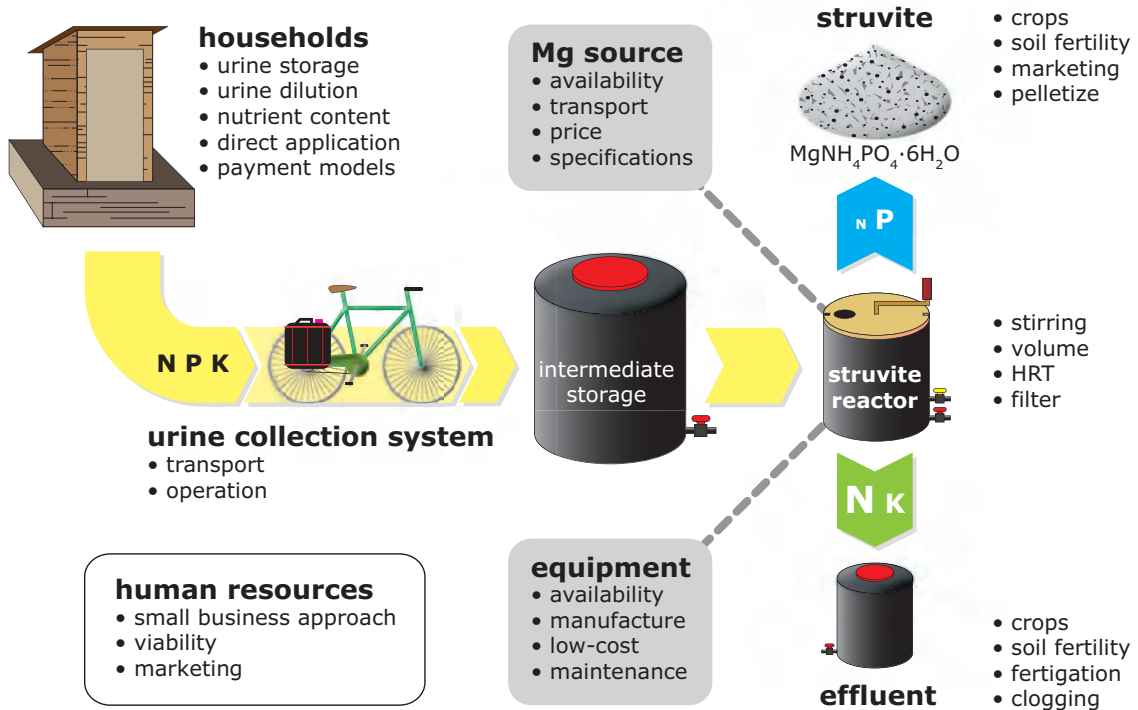 households
• urine storage
• urine dilution
• nutrient content
• direct application
• payment models
Mg source
• availability
• transport
• price
• specifications
struvite
MgNH₄PO₄·6H₂O
• crops
• soil fertility
• marketing
• pelletize
N P
N P K
urine collection system
• transport
• operation
intermediate
storage
struvite
reactor
• stirring
• volume
• HRT
• filter
N K
human resources
• small business approach
• viability
• marketing
equipment
• availability
• manufacture
• low-cost
• maintenance
effluent
• crops
• soil fertility
• fertigation
• clogging